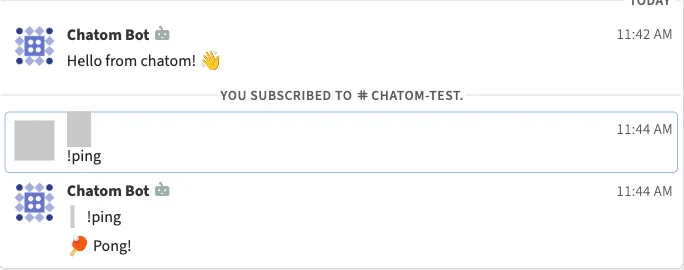 TODAY
Chatom Bot 11:42 AM
Hello from chatom! 👋
YOU SUBSCRIBED TO # CHATOM-TEST.
11:44 AM
!ping
Chatom Bot 11:44 AM
!ping
🏓 Pong!